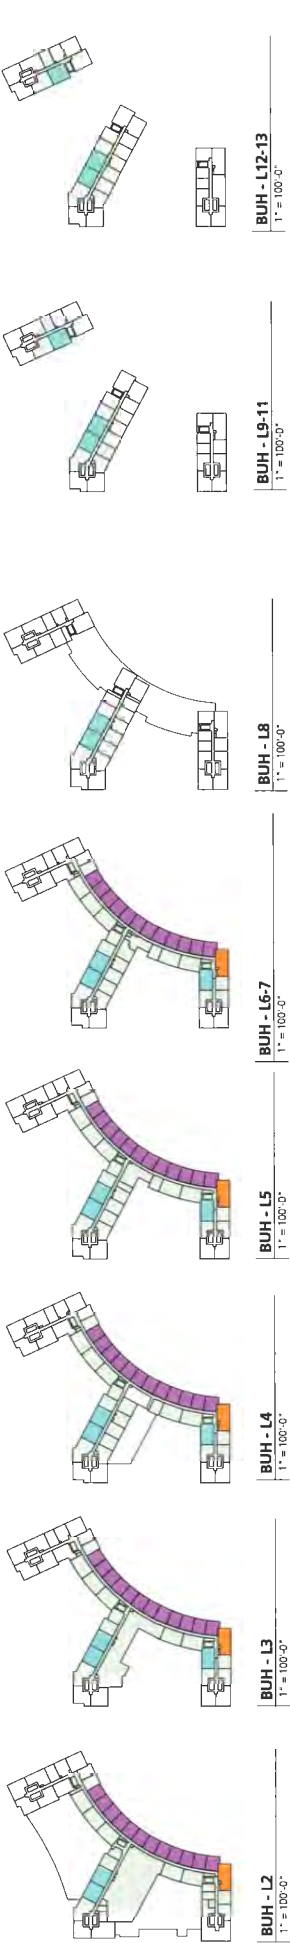 BUH - L12-13
1" = 100'-0"
BUH - L9-11
1" = 100'-0"
BUH - L8
1" = 100'-0"
BUH - L6-7
1" = 100'-0"
BUH - L5
1" = 100'-0"
BUH - L4
1" = 100'-0"
BUH - L3
1" = 100'-0"
BUH - L2
1" = 100'-0"